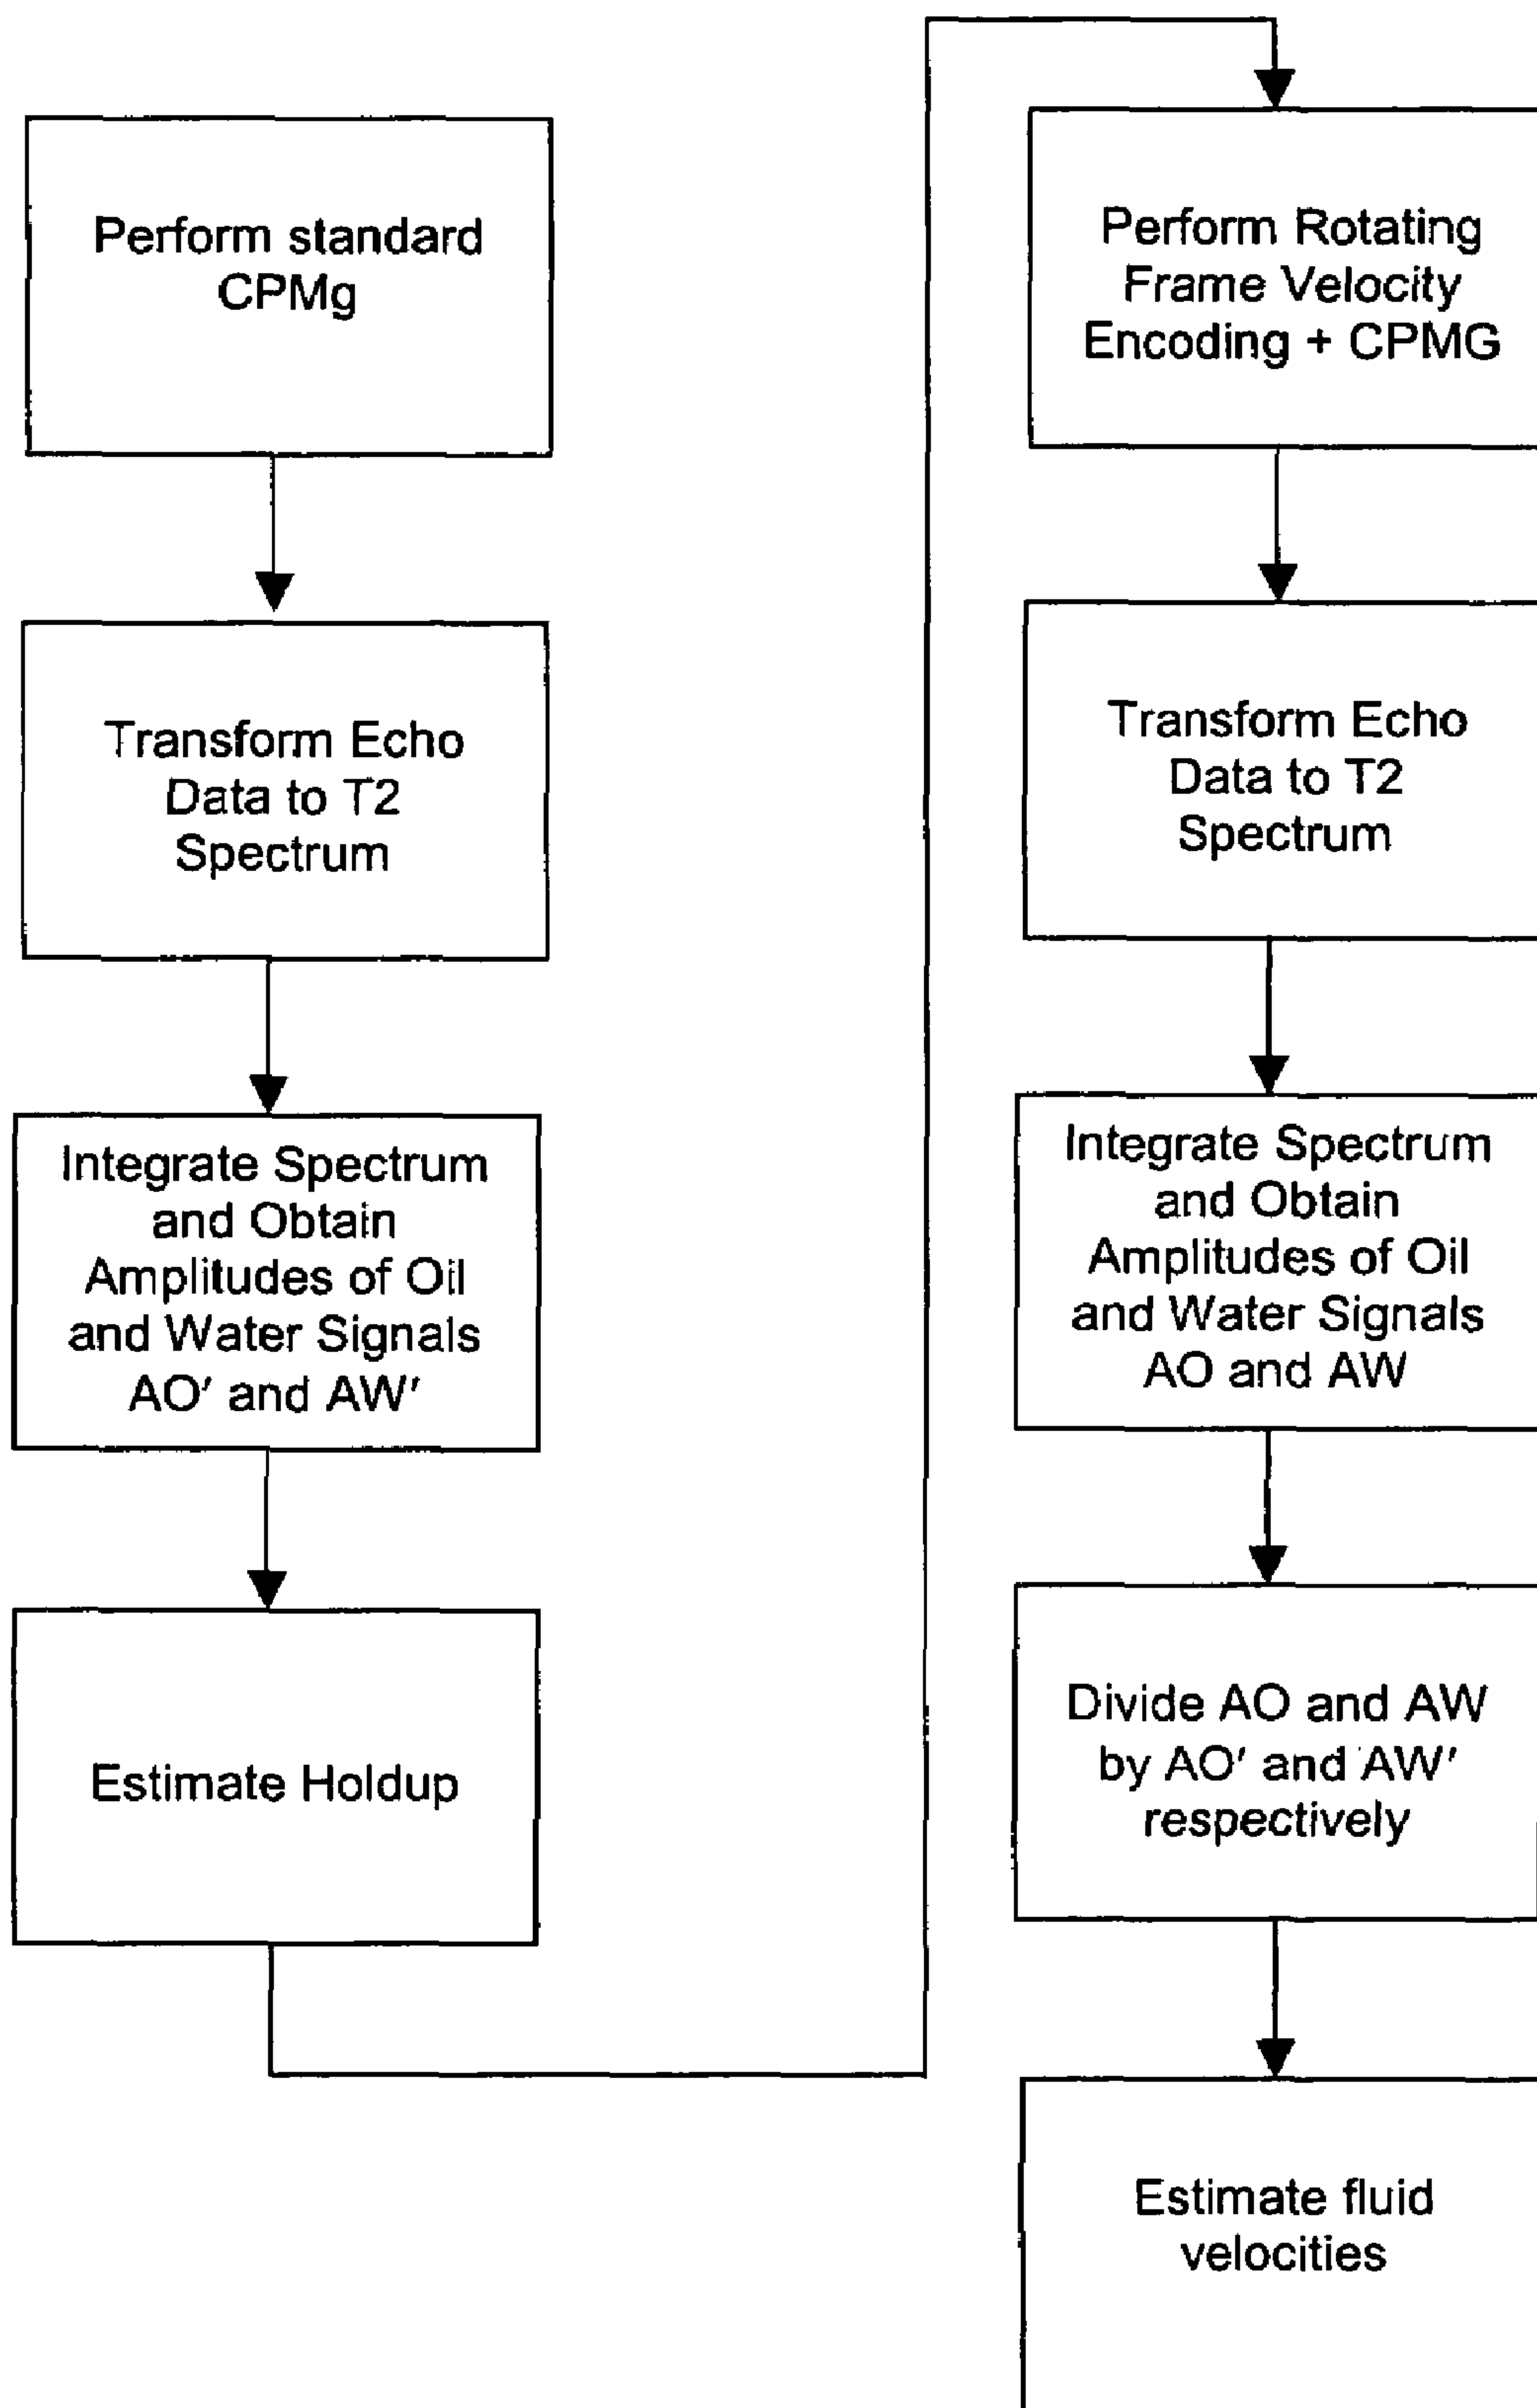 Perform standard
CPMg
Transform Echo
Data to T2
Spectrum
Integrate Spectrum
and Obtain
Amplitudes of Oil
and Water Signals
AO′ and AW′
Estimate Holdup
Perform Rotating
Frame Velocity
Encoding + CPMG
Transform Echo
Data to T2
Spectrum
Integrate Spectrum
and Obtain
Amplitudes of Oil
and Water Signals
AO and AW
Divide AO and AW
by AO′ and AW′
respectively
Estimate fluid
velocities